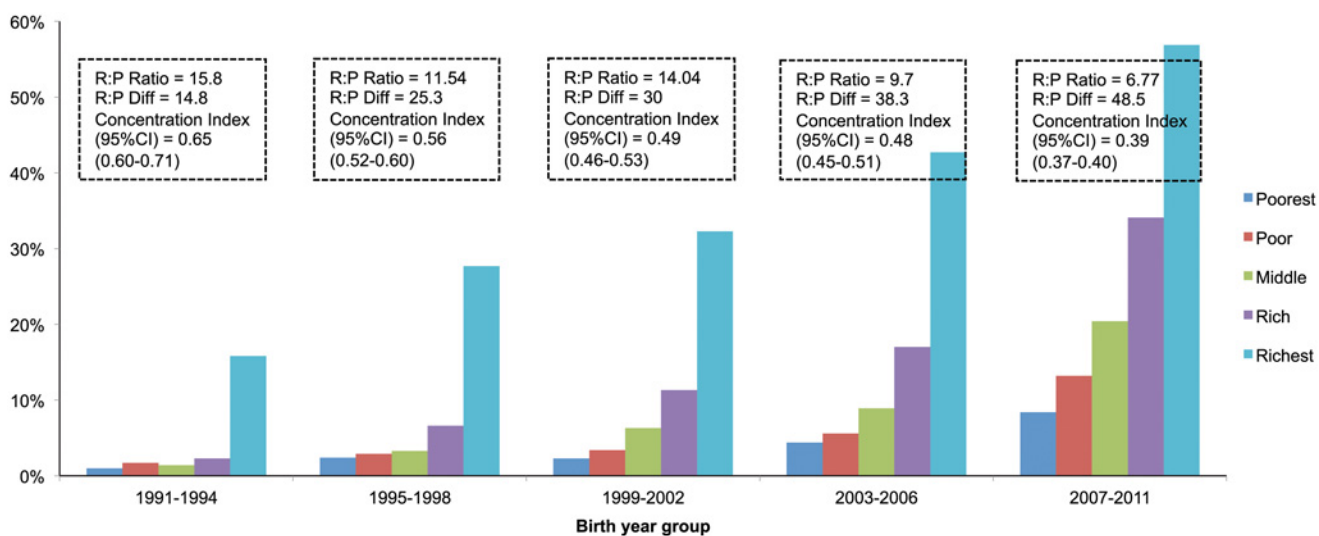 60%
50%
40%
30%
20%
10%
0%
R:P Ratio = 15.8
R:P Diff = 14.8
Concentration Index
(95%CI) = 0.65
(0.60-0.71)
R:P Ratio = 11.54
R:P Diff = 25.3
Concentration Index
(95%CI) = 0.56
(0.52-0.60)
R:P Ratio = 14.04
R:P Diff = 30
Concentration Index
(95%CI) = 0.49
(0.46-0.53)
R:P Ratio = 9.7
R:P Diff = 38.3
Concentration Index
(95%CI) = 0.48
(0.45-0.51)
R:P Ratio = 6.77
R:P Diff = 48.5
Concentration Index
(95%CI) = 0.39
(0.37-0.40)
Poorest
Poor
Middle
Rich
Richest
1991-1994
1995-1998
1999-2002
2003-2006
2007-2011
Birth year group